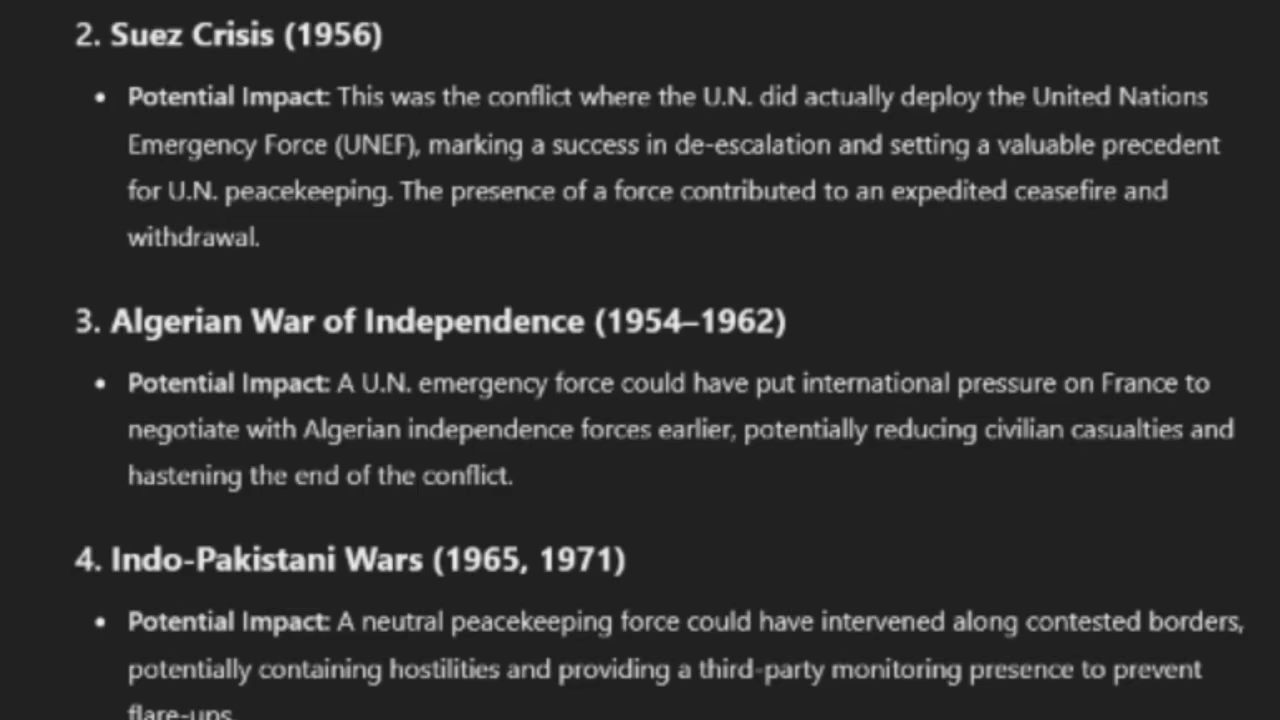 2. Suez Crisis (1956)
• Potential Impact: This was the conflict where the U.N. did actually deploy the United Nations
Emergency Force (UNEF), marking a success in de-escalation and setting a valuable precedent
for U.N. peacekeeping. The presence of a force contributed to an expedited ceasefire and
withdrawal.
3. Algerian War of Independence (1954–1962)
• Potential Impact: A U.N. emergency force could have put international pressure on France to
negotiate with Algerian independence forces earlier, potentially reducing civilian casualties and
hastening the end of the conflict.
4. Indo-Pakistani Wars (1965, 1971)
• Potential Impact: A neutral peacekeeping force could have intervened along contested borders,
potentially containing hostilities and providing a third-party monitoring presence to prevent
flare-ups.